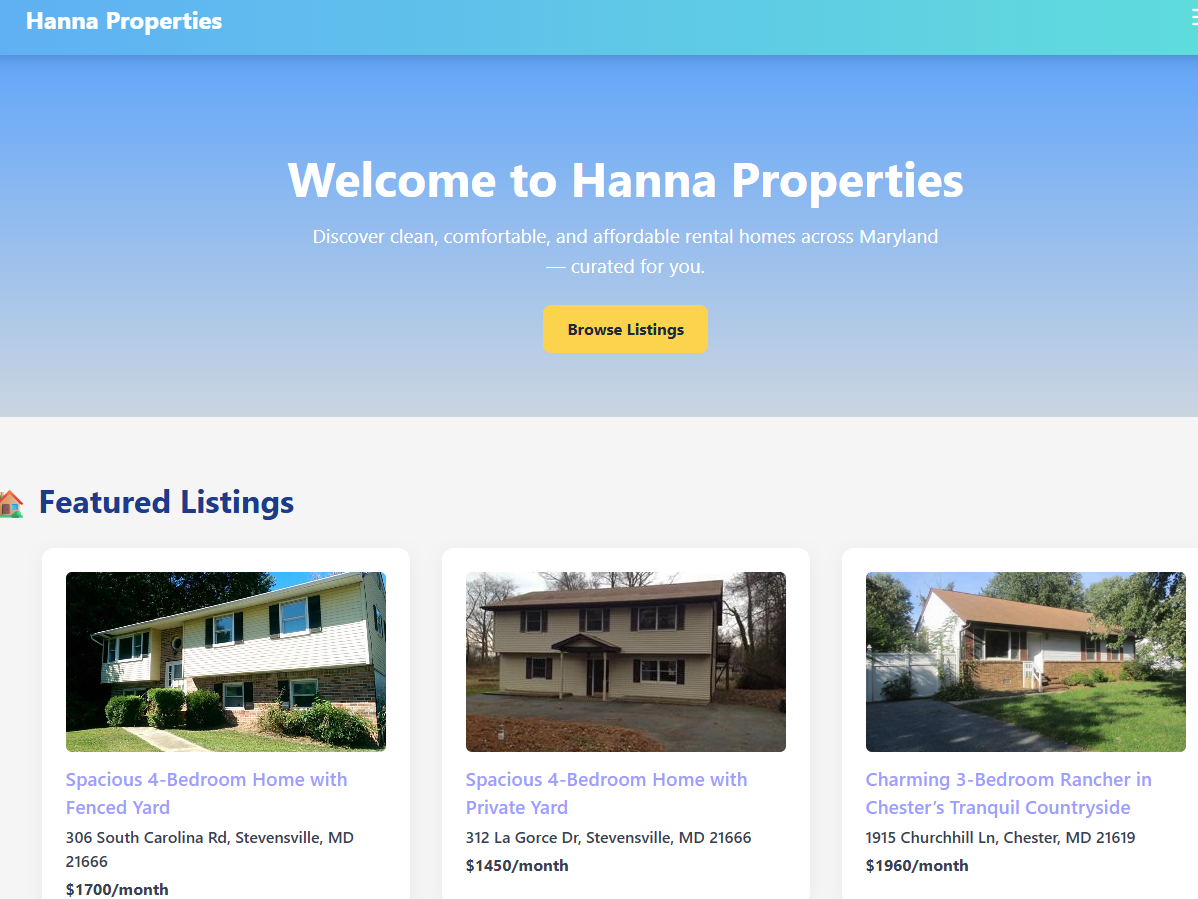 Hanna Properties
Welcome to Hanna Properties
Discover clean, comfortable, and affordable rental homes across Maryland
— curated for you.
Browse Listings
🏠 Featured Listings
Spacious 4-Bedroom Home with
Fenced Yard
306 South Carolina Rd, Stevensville, MD
21666
$1700/month
Spacious 4-Bedroom Home with
Private Yard
312 La Gorce Dr, Stevensville, MD 21666
$1450/month
Charming 3-Bedroom Rancher in
Chester’s Tranquil Countryside
1915 Churchhill Ln, Chester, MD 21619
$1960/month